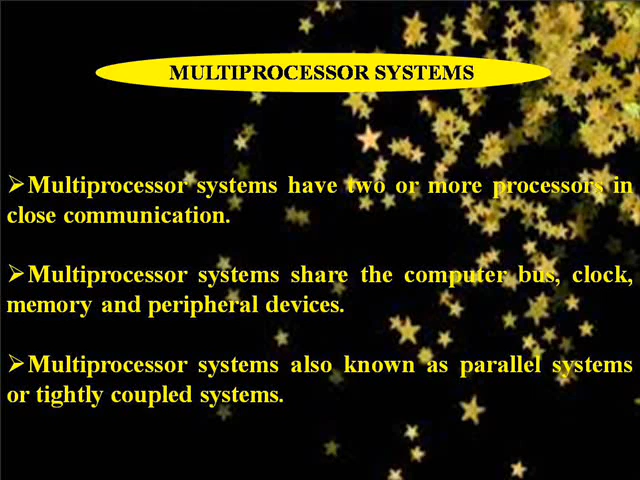 MULTIPROCESSOR SYSTEMS
➢Multiprocessor systems have two or more processors in
close communication.
➢Multiprocessor systems share the computer bus, clock,
memory and peripheral devices.
➢Multiprocessor systems also known as parallel systems
or tightly coupled systems.